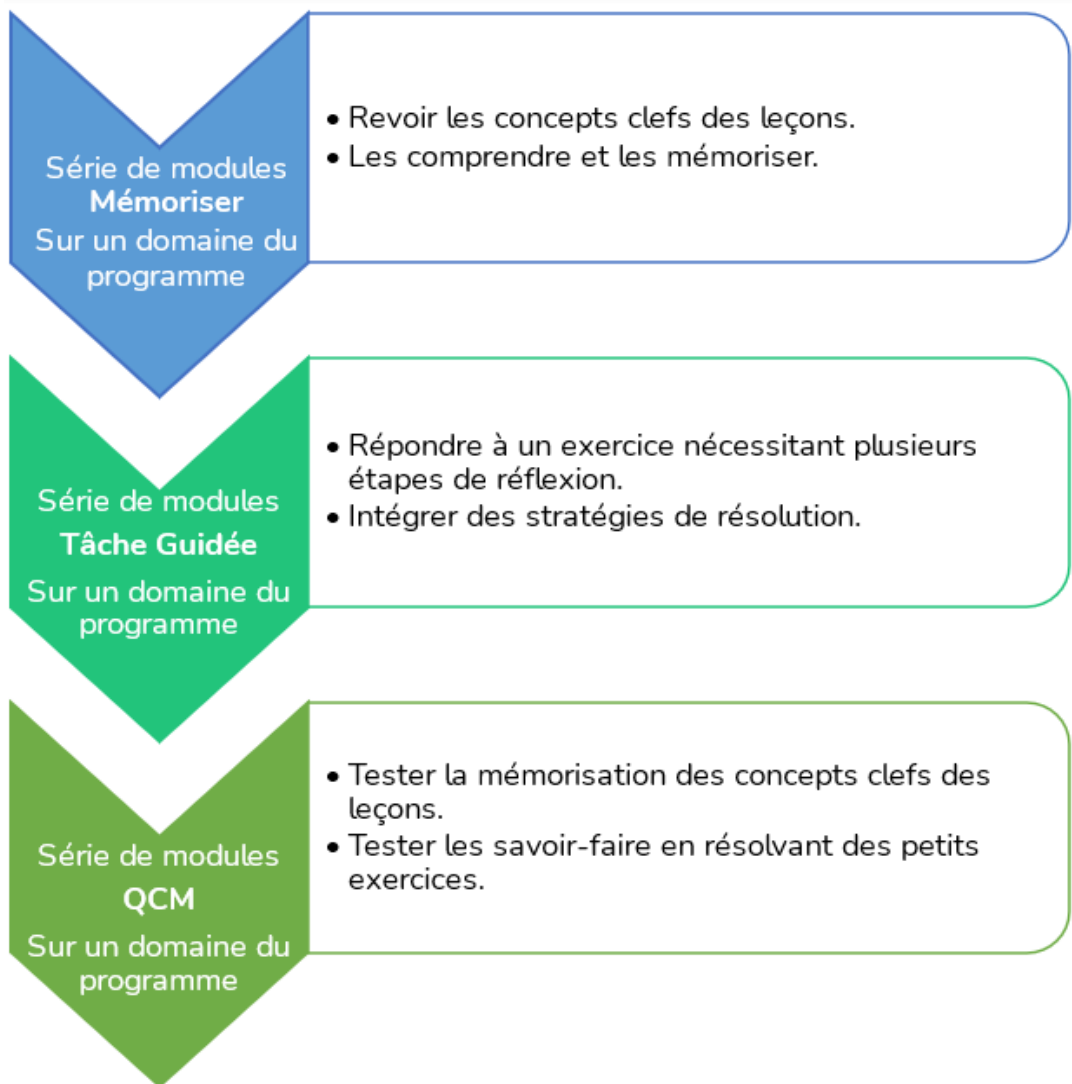 Série de modules
Mémoriser
Sur un domaine du
programme
• Revoir les concepts clefs des leçons.
• Les comprendre et les mémoriser.
Série de modules
Tâche Guidée
Sur un domaine du
programme
• Répondre à un exercice nécessitant plusieurs
étapes de réflexion.
• Intégrer des stratégies de résolution.
Série de modules
QCM
Sur un domaine du
programme
• Tester la mémorisation des concepts clefs des
leçons.
• Tester les savoir-faire en résolvant des petits
exercices.